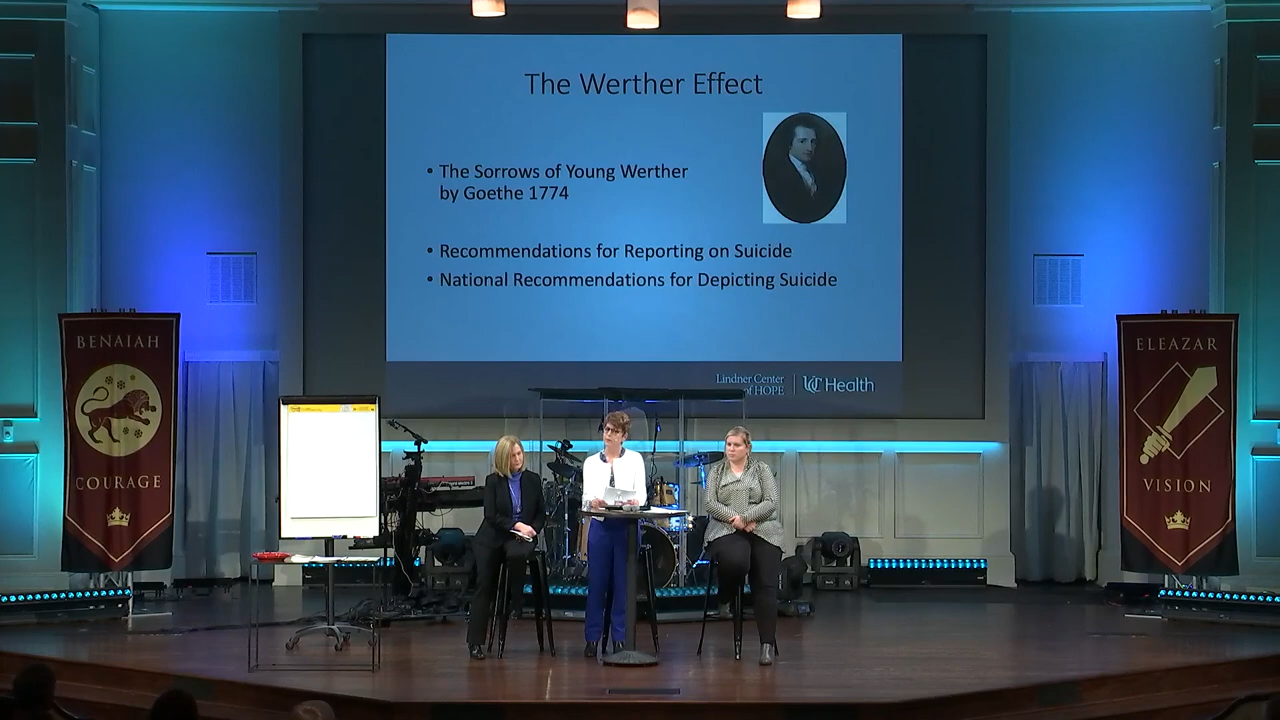 The Werther Effect
• The Sorrows of Young Werther
by Goethe 1774
• Recommendations for Reporting on Suicide
• National Recommendations for Depicting Suicide
Lindner Center
of HOPE
UC Health
BENAIAH
COURAGE
ELEAZAR
VISION